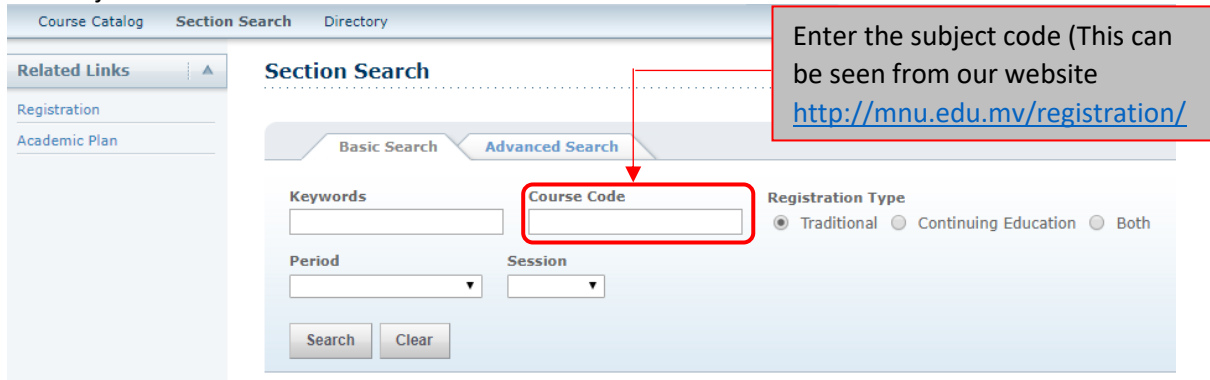 Course Catalog Section Search Directory
Enter the subject code (This can
be seen from our website
http://mnu.edu.mv/registration/
Related Links
Registration
Academic Plan
Section Search
Basic Search Advanced Search
Keywords Course Code Registration Type
Traditional Continuing Education Both
Period Session
Search Clear